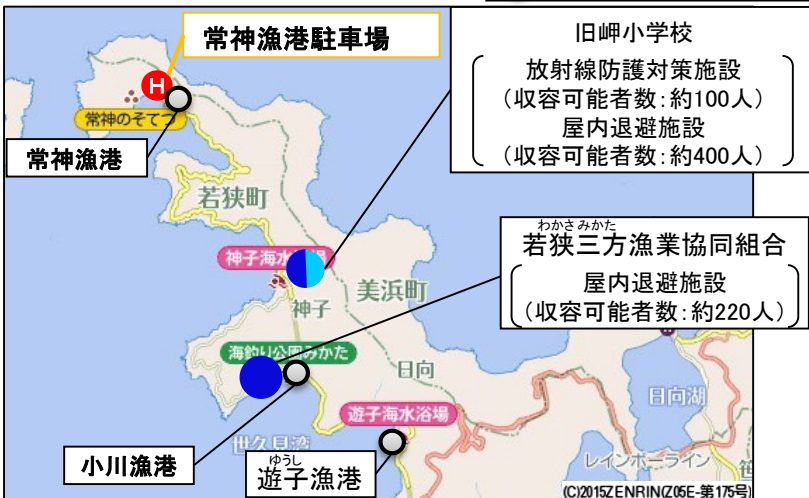 常神漁港駐車場
H
常神のそてつ
常神漁港
若狭町
神子海水
場
神子
美浜町
海釣り公園みかた
日向
遊子海水浴場
世久見湾
小川漁港
ゆうし
遊子漁港
日向湖
レインボーライン
笹
(C)2015ZENRIN(Z05E-第175号)
旧岬小学校
放射線防護対策施設
(収容可能者数:約100人)
屋内退避施設
(収容可能者数:約400人)
わかさみかた
若狭三方漁業協同組合
屋内退避施設
(収容可能者数:約220人)